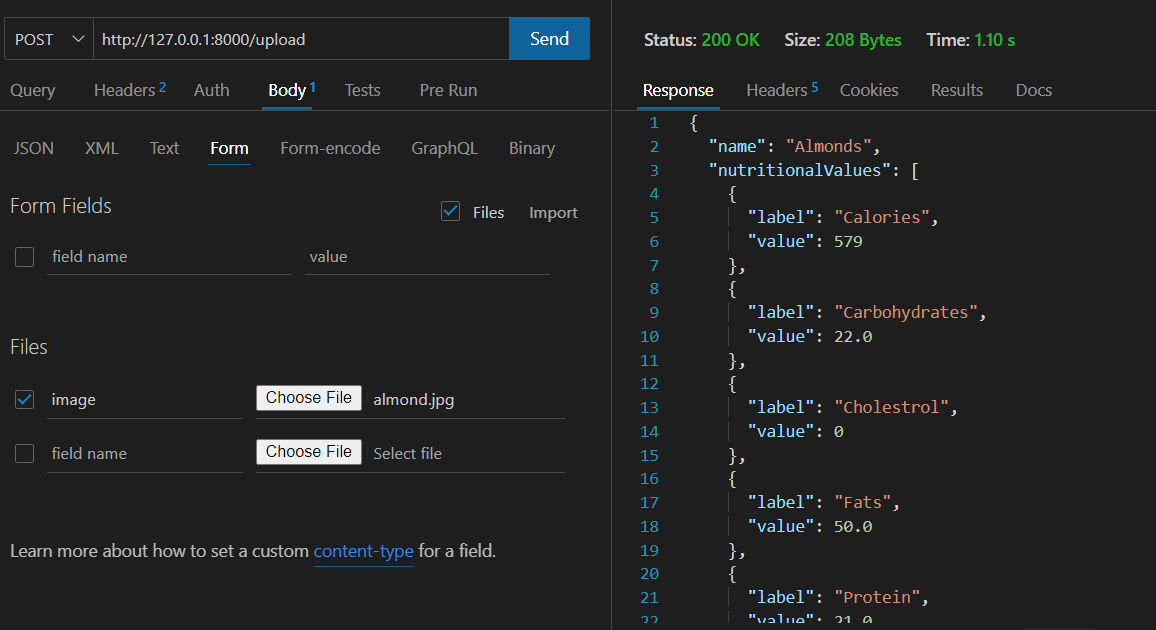 POST http://127.0.0.1:8000/upload Send
Query Headers 2 Auth Body 1 Tests Pre Run
JSON XML Text Form Form-encode GraphQL Binary
Form Fields
Files Import
field name value
Files
image Choose File almond.jpg
field name Choose File Select file
Learn more about how to set a custom content-type for a field.
Status: 200 OK Size: 208 Bytes Time: 1.10 s
Response Headers 5 Cookies Results Docs
1 {
2 "name": "Almonds",
3 "nutritionalValues": [
4 {
5 "label": "Calories",
6 "value": 579
7 },
8 {
9 "label": "Carbohydrates",
10 "value": 22.0
11 },
12 {
13 "label": "Cholestrol",
14 "value": 0
15 },
16 {
17 "label": "Fats",
18 "value": 50.0
19 },
20 {
21 "label": "Protein",
22 "value": 21.0